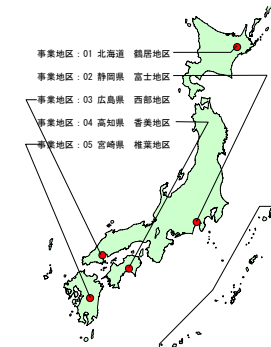 事業地区：01 北海道　鶴居地区
事業地区：02 静岡県　富士地区
事業地区：03 広島県　西部地区
事業地区：04 高知県　香美地区
事業地区：05 宮崎県　椎葉地区